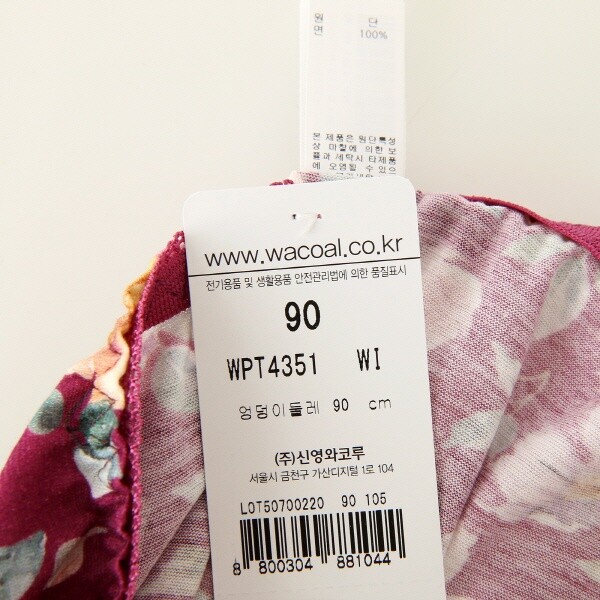 원 단
면 100%
본 제품은 원단특성
상 마찰에 의한 보
풀과 세탁시 타제품
에 오염될 수 있으
www.wacoal.co.kr
전기용품 및 생활용품 안전관리법에 의한 품질표시
90
WPT4351 WI
엉덩이둘레 90 cm
(주)신영와코루
서울시 금천구 가산디지털 1로 104
LOT50700220 90 105
8 800304 881044